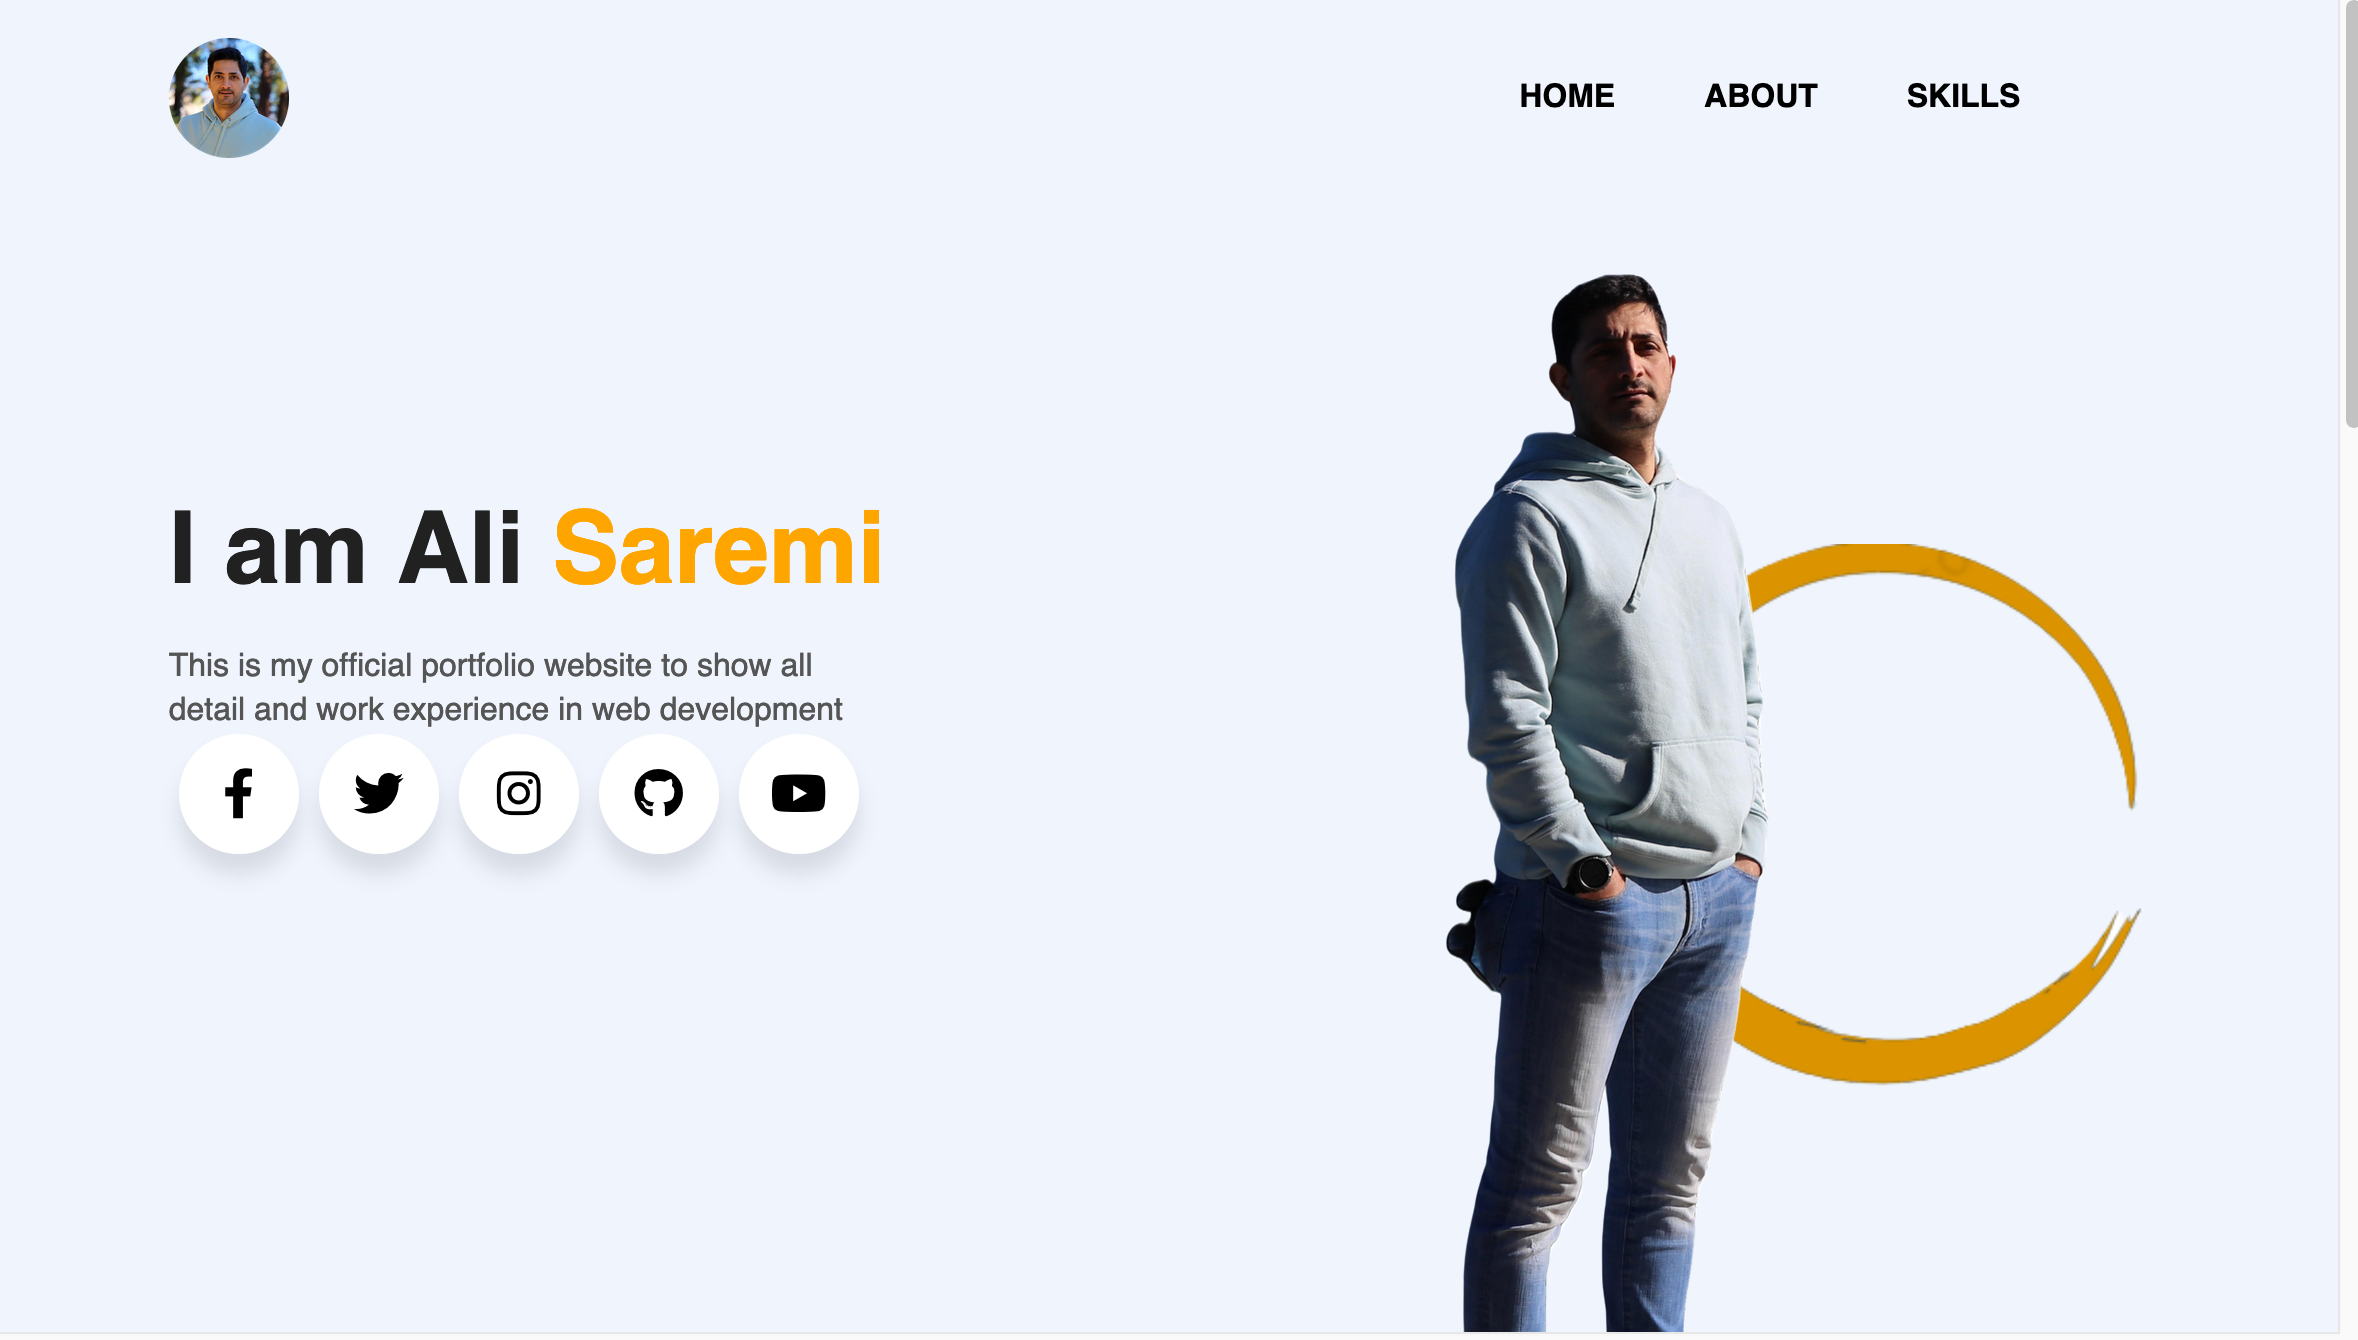 HOME ABOUT SKILLS
I am Ali Saremi
This is my official portfolio website to show all
detail and work experience in web development